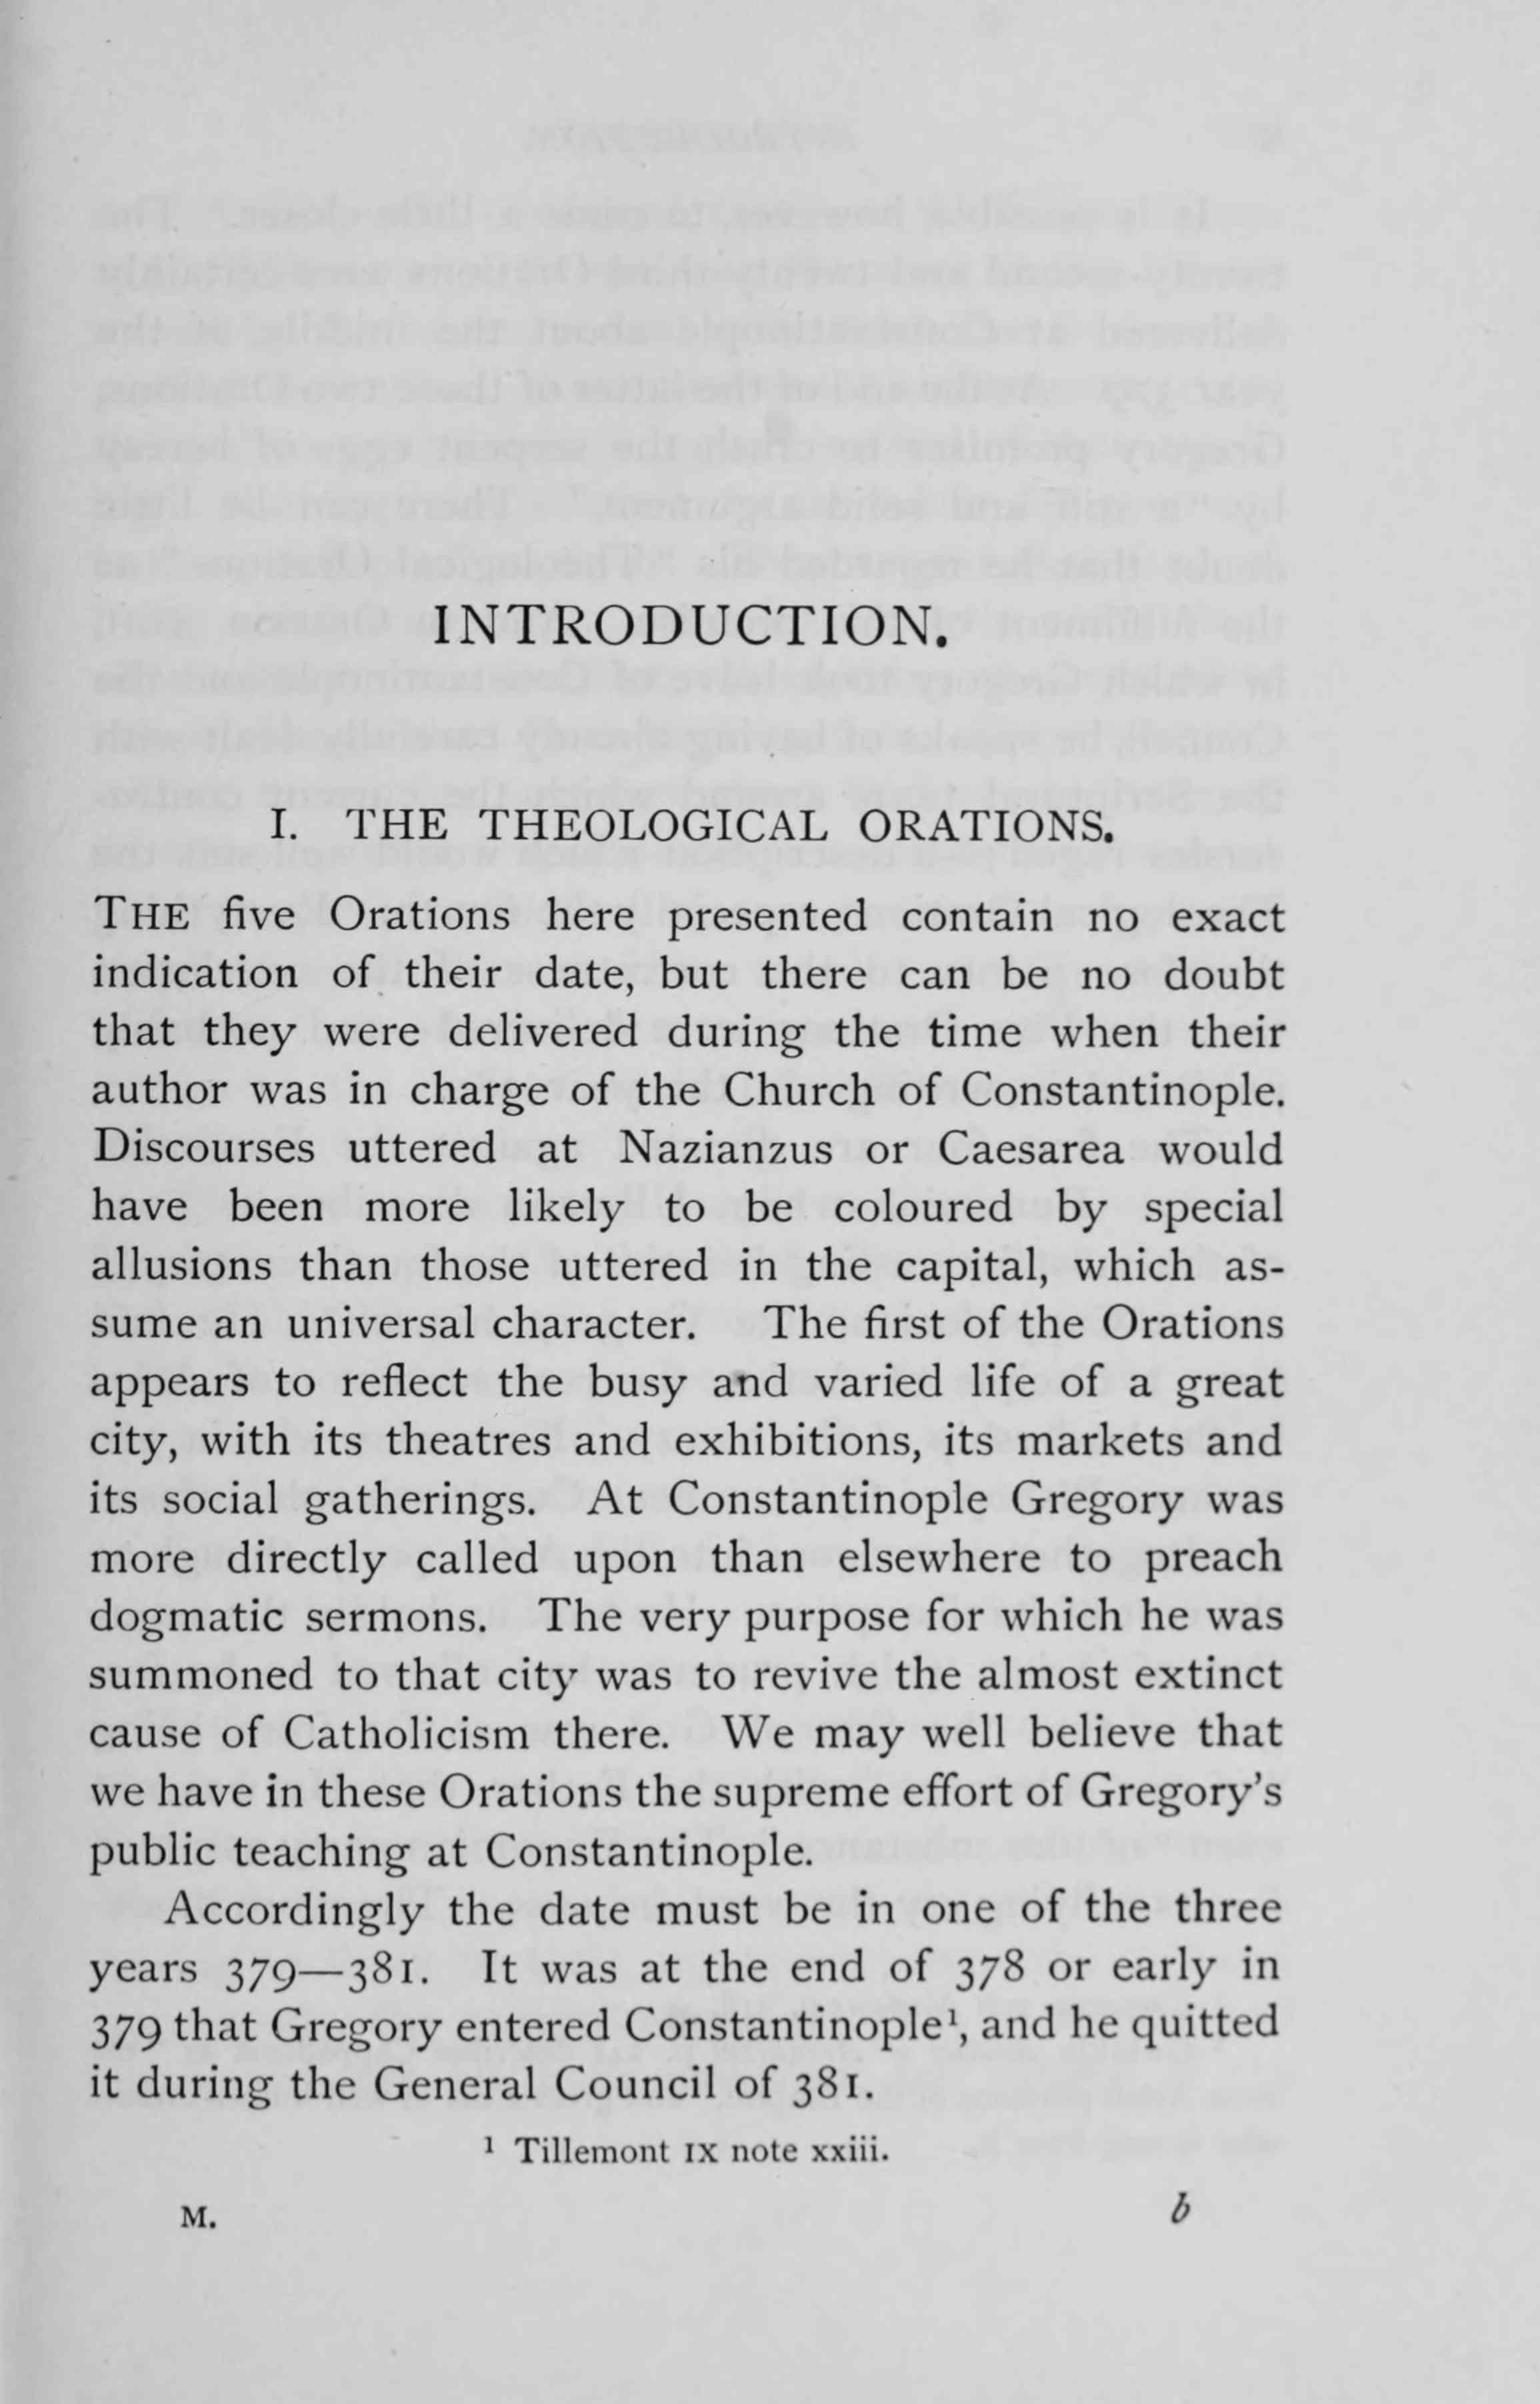 INTRODUCTION.
I. THE THEOLOGICAL ORATIONS.
THE five Orations here presented contain no exact
indication of their date, but there can be no doubt
that they were delivered during the time when their
author was in charge of the Church of Constantinople.
Discourses uttered at Nazianzus or Caesarea would
have been more likely to be coloured by special
allusions than those uttered in the capital, which as-
sume an universal character. The first of the Orations
appears to reflect the busy and varied life of a great
city, with its theatres and exhibitions, its markets and
its social gatherings. At Constantinople Gregory was
more directly called upon than elsewhere to preach
dogmatic sermons. The very purpose for which he was
summoned to that city was to revive the almost extinct
cause of Catholicism there. We may well believe that
we have in these Orations the supreme effort of Gregory's
public teaching at Constantinople.
Accordingly the date must be in one of the three
years 379—381. It was at the end of 378 or early in
379 that Gregory entered Constantinople¹, and he quitted
it during the General Council of 381.
¹ Tillemont IX note xxiii.
M. b